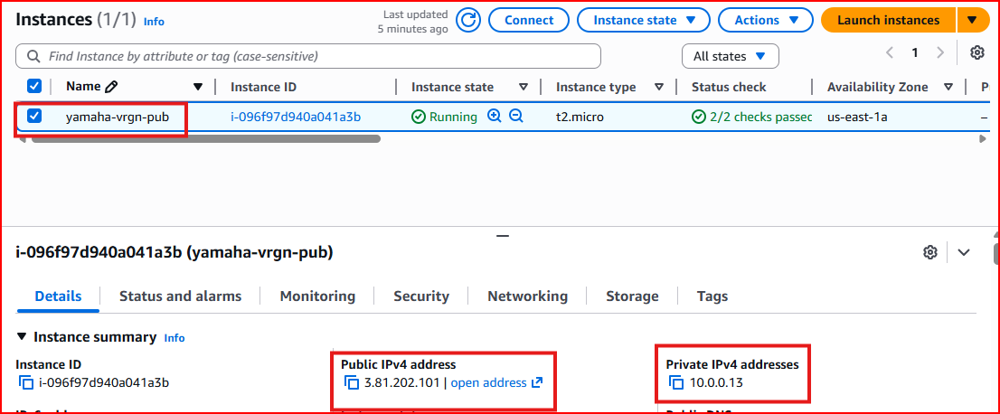 Instances (1/1) Info
Last updated
5 minutes ago
Connect
Instance state
Actions
Launch instances
Find Instance by attribute or tag (case-sensitive)
All states
1
Name Instance ID Instance state Instance type Status check Availability Zone
yamaha-vrgn-pub i-096f97d940a041a3b Running t2.micro 2/2 checks passec us-east-1a –
i-096f97d940a041a3b (yamaha-vrgn-pub)
Details Status and alarms Monitoring Security Networking Storage Tags
Instance summary Info
Instance ID Public IPv4 address Private IPv4 addresses
i-096f97d940a041a3b 3.81.202.101 | open address 10.0.0.13